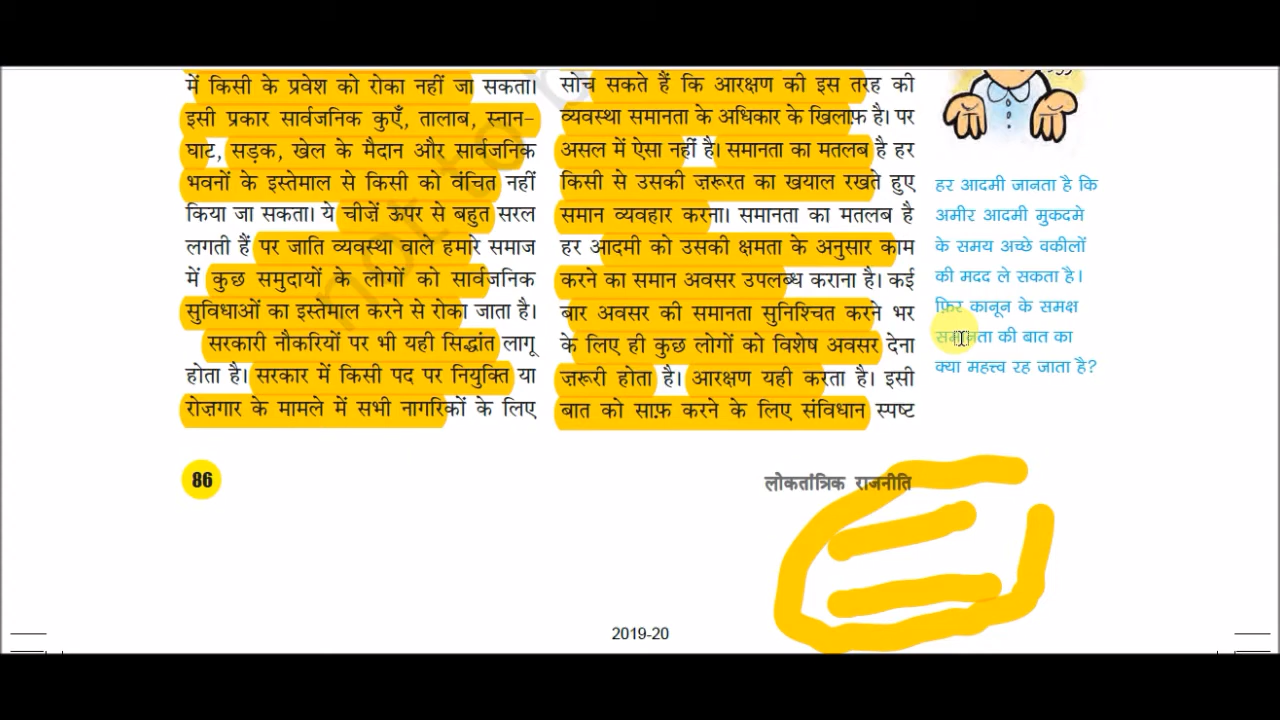 में किसी के प्रवेश को रोका नहीं जा सकता।
इसी प्रकार सार्वजनिक कुएँ, तालाब, स्नान-
घाट, सड़क, खेल के मैदान और सार्वजनिक
भवनों के इस्तेमाल से किसी को वंचित नहीं
किया जा सकता। ये चीजें ऊपर से बहुत सरल
लगती हैं पर जाति व्यवस्था वाले हमारे समाज
में कुछ समुदायों के लोगों को सार्वजनिक
सुविधाओं का इस्तेमाल करने से रोका जाता है।
सरकारी नौकरियों पर भी यही सिद्धांत लागू
होता है। सरकार में किसी पद पर नियुक्ति या
रोज़गार के मामले में सभी नागरिकों के लिए
सोच सकते हैं कि आरक्षण की इस तरह की
व्यवस्था समानता के अधिकार के खिलाफ़ है। पर
असल में ऐसा नहीं है। समानता का मतलब है हर
किसी से उसकी ज़रूरत का खयाल रखते हुए
समान व्यवहार करना। समानता का मतलब है
हर आदमी को उसकी क्षमता के अनुसार काम
करने का समान अवसर उपलब्ध कराना है। कई
बार अवसर की समानता सुनिश्चित करने भर
के लिए ही कुछ लोगों को विशेष अवसर देना
ज़रूरी होता है। आरक्षण यही करता है। इसी
बात को साफ़ करने के लिए संविधान स्पष्ट
हर आदमी जानता है कि
अमीर आदमी मुकदमे
के समय अच्छे वकीलों
की मदद ले सकता है।
फ़िर कानून के समक्ष
समानता की बात का
क्या महत्त्व रह जाता है?
86
लोकतांत्रिक राजनीति
2019-20